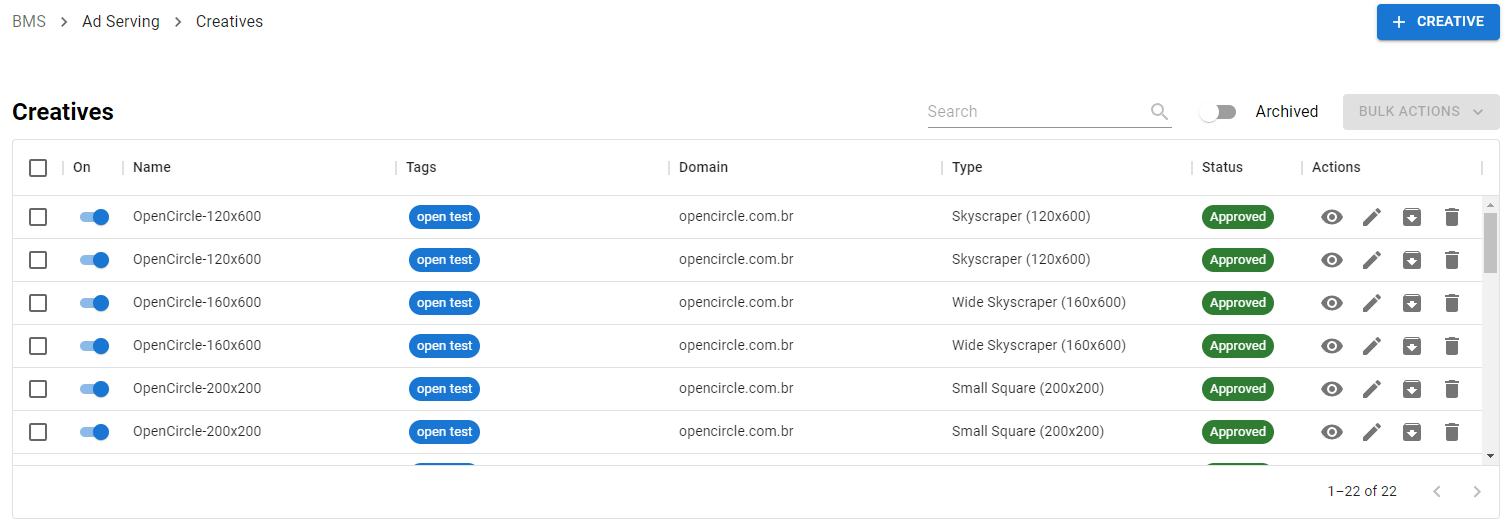 BMS > Ad Serving > Creatives
+ CREATIVE
Creatives
Search
Archived
BULK ACTIONS
On Name Tags Domain Type Status Actions
OpenCircle-120x600 open test opencircle.com.br Skyscraper (120x600) Approved
OpenCircle-120x600 open test opencircle.com.br Skyscraper (120x600) Approved
OpenCircle-160x600 open test opencircle.com.br Wide Skyscraper (160x600) Approved
OpenCircle-160x600 open test opencircle.com.br Wide Skyscraper (160x600) Approved
OpenCircle-200x200 open test opencircle.com.br Small Square (200x200) Approved
OpenCircle-200x200 open test opencircle.com.br Small Square (200x200) Approved
1–22 of 22